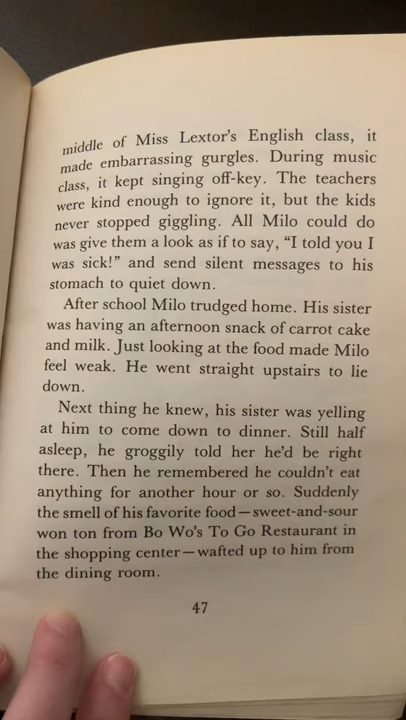 middle of Miss Lextor's English class, it
made embarrassing gurgles. During music
class, it kept singing off-key. The teachers
were kind enough to ignore it, but the kids
never stopped giggling. All Milo could do
was give them a look as if to say, "I told you I
was sick!" and send silent messages to his
stomach to quiet down.
After school Milo trudged home. His sister
was having an afternoon snack of carrot cake
and milk. Just looking at the food made Milo
feel weak. He went straight upstairs to lie
down.
Next thing he knew, his sister was yelling
at him to come down to dinner. Still half
asleep, he groggily told her he'd be right
there. Then he remembered he couldn't eat
anything for another hour or so. Suddenly
the smell of his favorite food—sweet-and-sour
won ton from Bo Wo's To Go Restaurant in
the shopping center—wafted up to him from
the dining room.
47